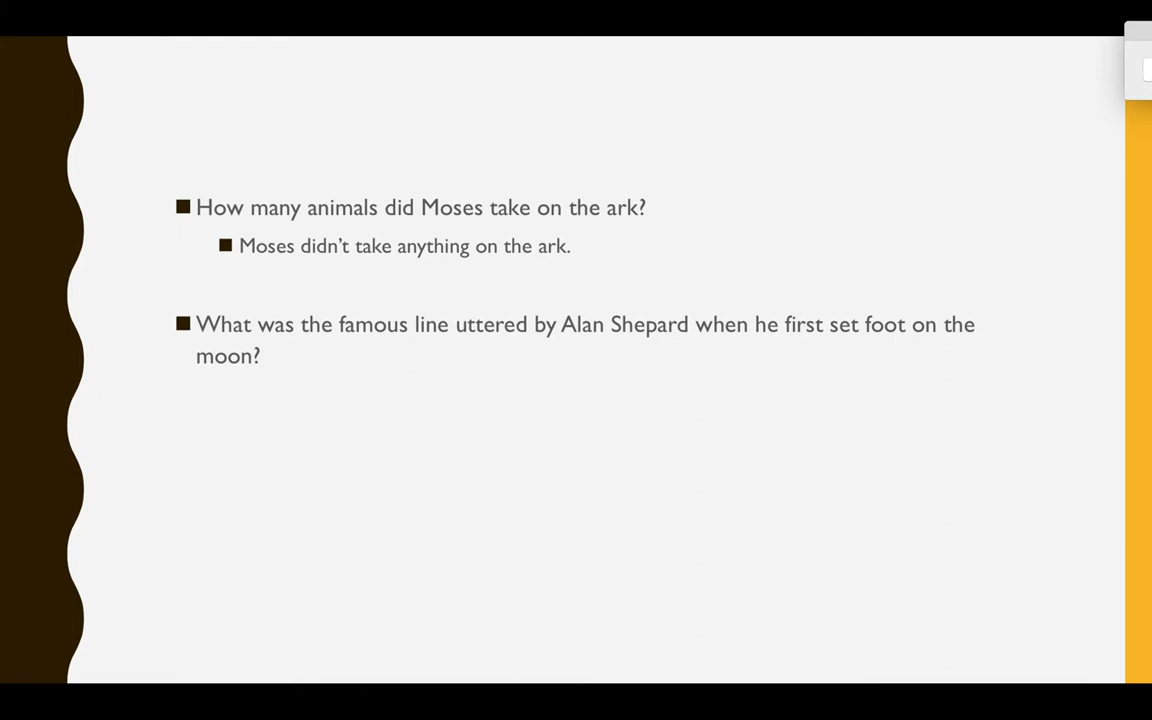 How many animals did Moses take on the ark?
Moses didn’t take anything on the ark.
What was the famous line uttered by Alan Shepard when he first set foot on the
moon?